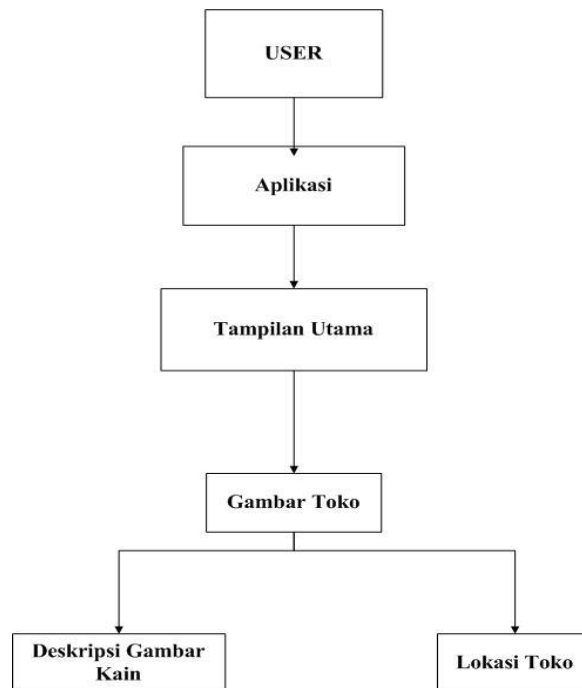 USER
Aplikasi
Tampilan Utama
Gambar Toko
Deskripsi Gambar
Kain
Lokasi Toko